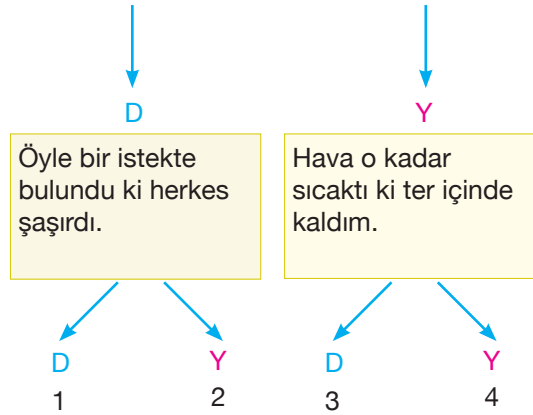 D
Y
Öyle bir istekte
bulundu ki herkes
şaşırdı.
Hava o kadar
sıcaktı ki ter içinde
kaldım.
D
Y
D
Y
1
2
3
4